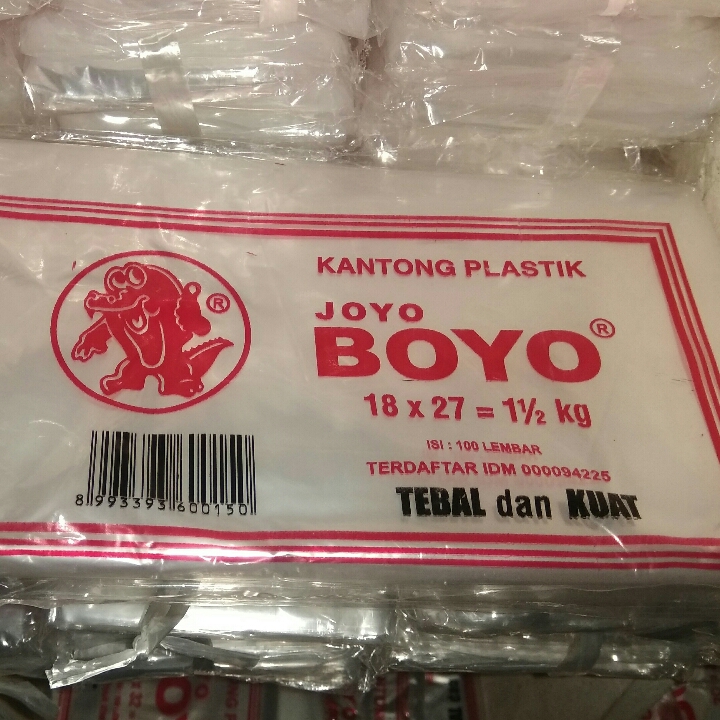 KANTONG PLASTIK
JOYO
BOYO®
®
18 x 27 = 1½ kg
ISI : 100 LEMBAR
TERDAFTAR IDM 000094225
TEBAL dan KUAT
8 993393 600150
BOYO